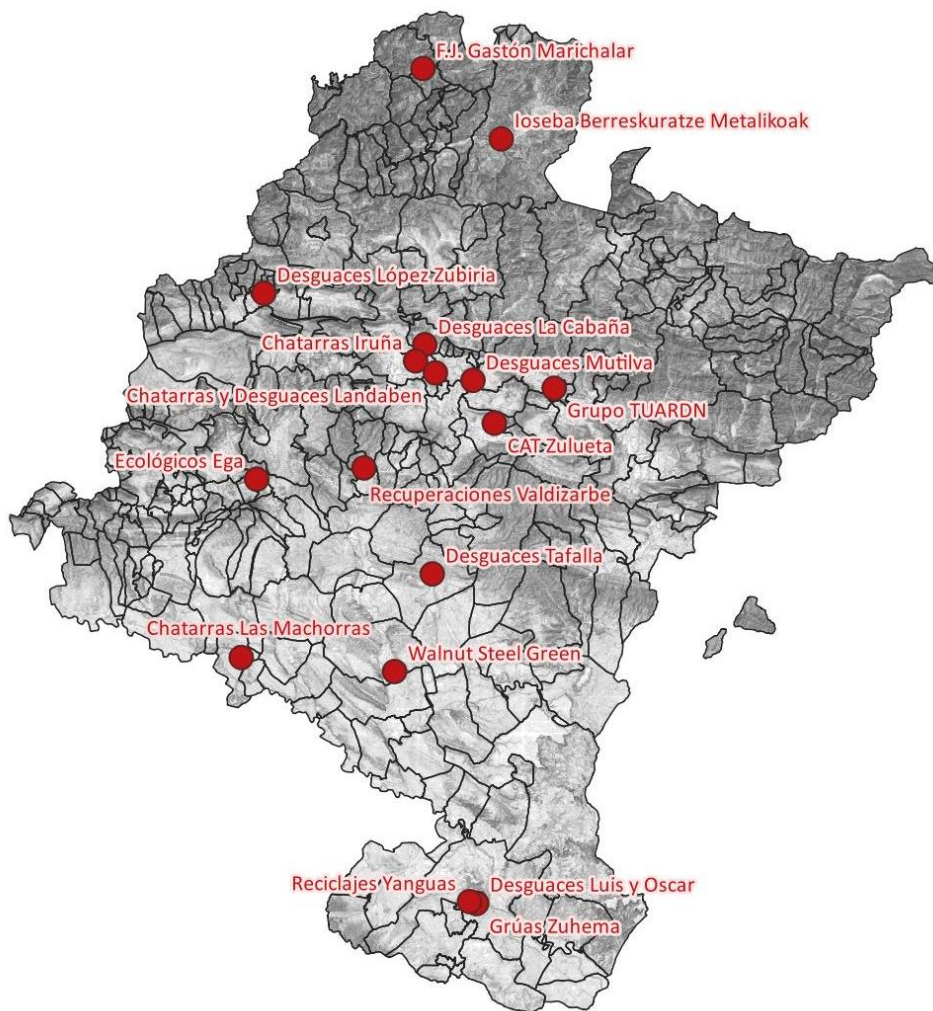 F.J. Gastón Marichalar
Ioseba Berreskuratze Metalikoak
Desguaces López Zubiria
Desguaces La Cabaña
Chatarras Iruña
Desguaces Mutilva
Chatarras y Desguaces Landaben
Grupo TUARDN
CAT Zulueta
Ecológicos Ega
Recuperaciones Valdizarbe
Desguaces Tafalla
Chatarras Las Machorras
Walnut Steel Green
Reciclajes Yanguas
Desguaces Luis y Oscar
Grúas Zuhema